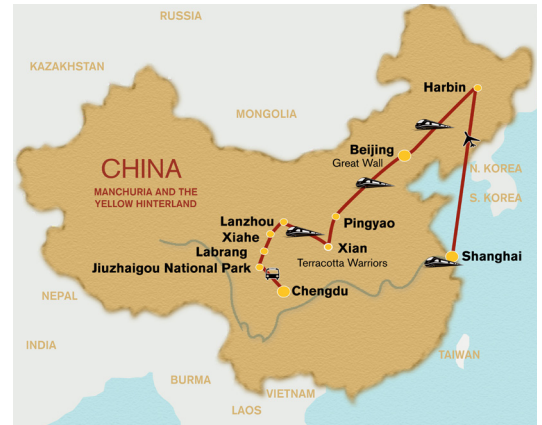 RUSSIA
KAZAKHSTAN
Harbin
MONGOLIA
Beijing
Great Wall
CHINA
MANCHURIA AND THE
YELLOW HINTERLAND
N. KOREA
S. KOREA
Lanzhou
Pingyao
Xiahe
Xian
Labrang
Terracotta Warriors
Shanghai
Jiuzhaigou National Park
Chengdu
NEPAL
INDIA
TAIWAN
BURMA
VIETNAM
LAOS